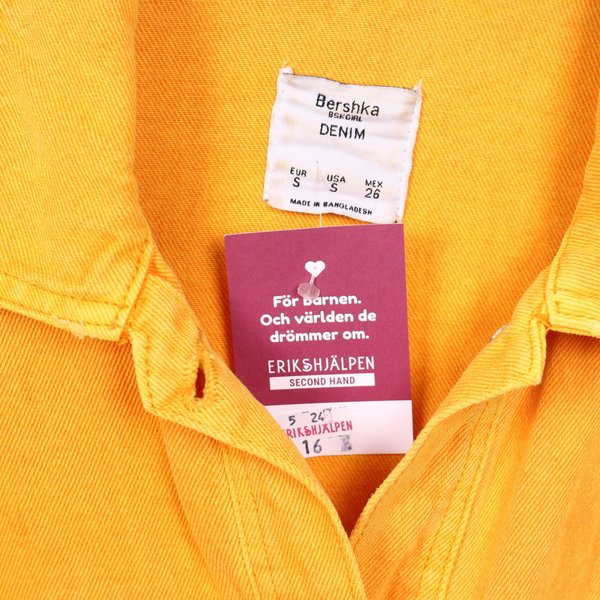 Bershka
BSKGIRL
DENIM
EUR USA MEX
S S 26
MADE IN BANGLADESH
För barnen.
Och världen de
drömmer om.
ERIKSHJÄLPEN
SECOND HAND
5 24
ERIKSHJÄLPEN
16